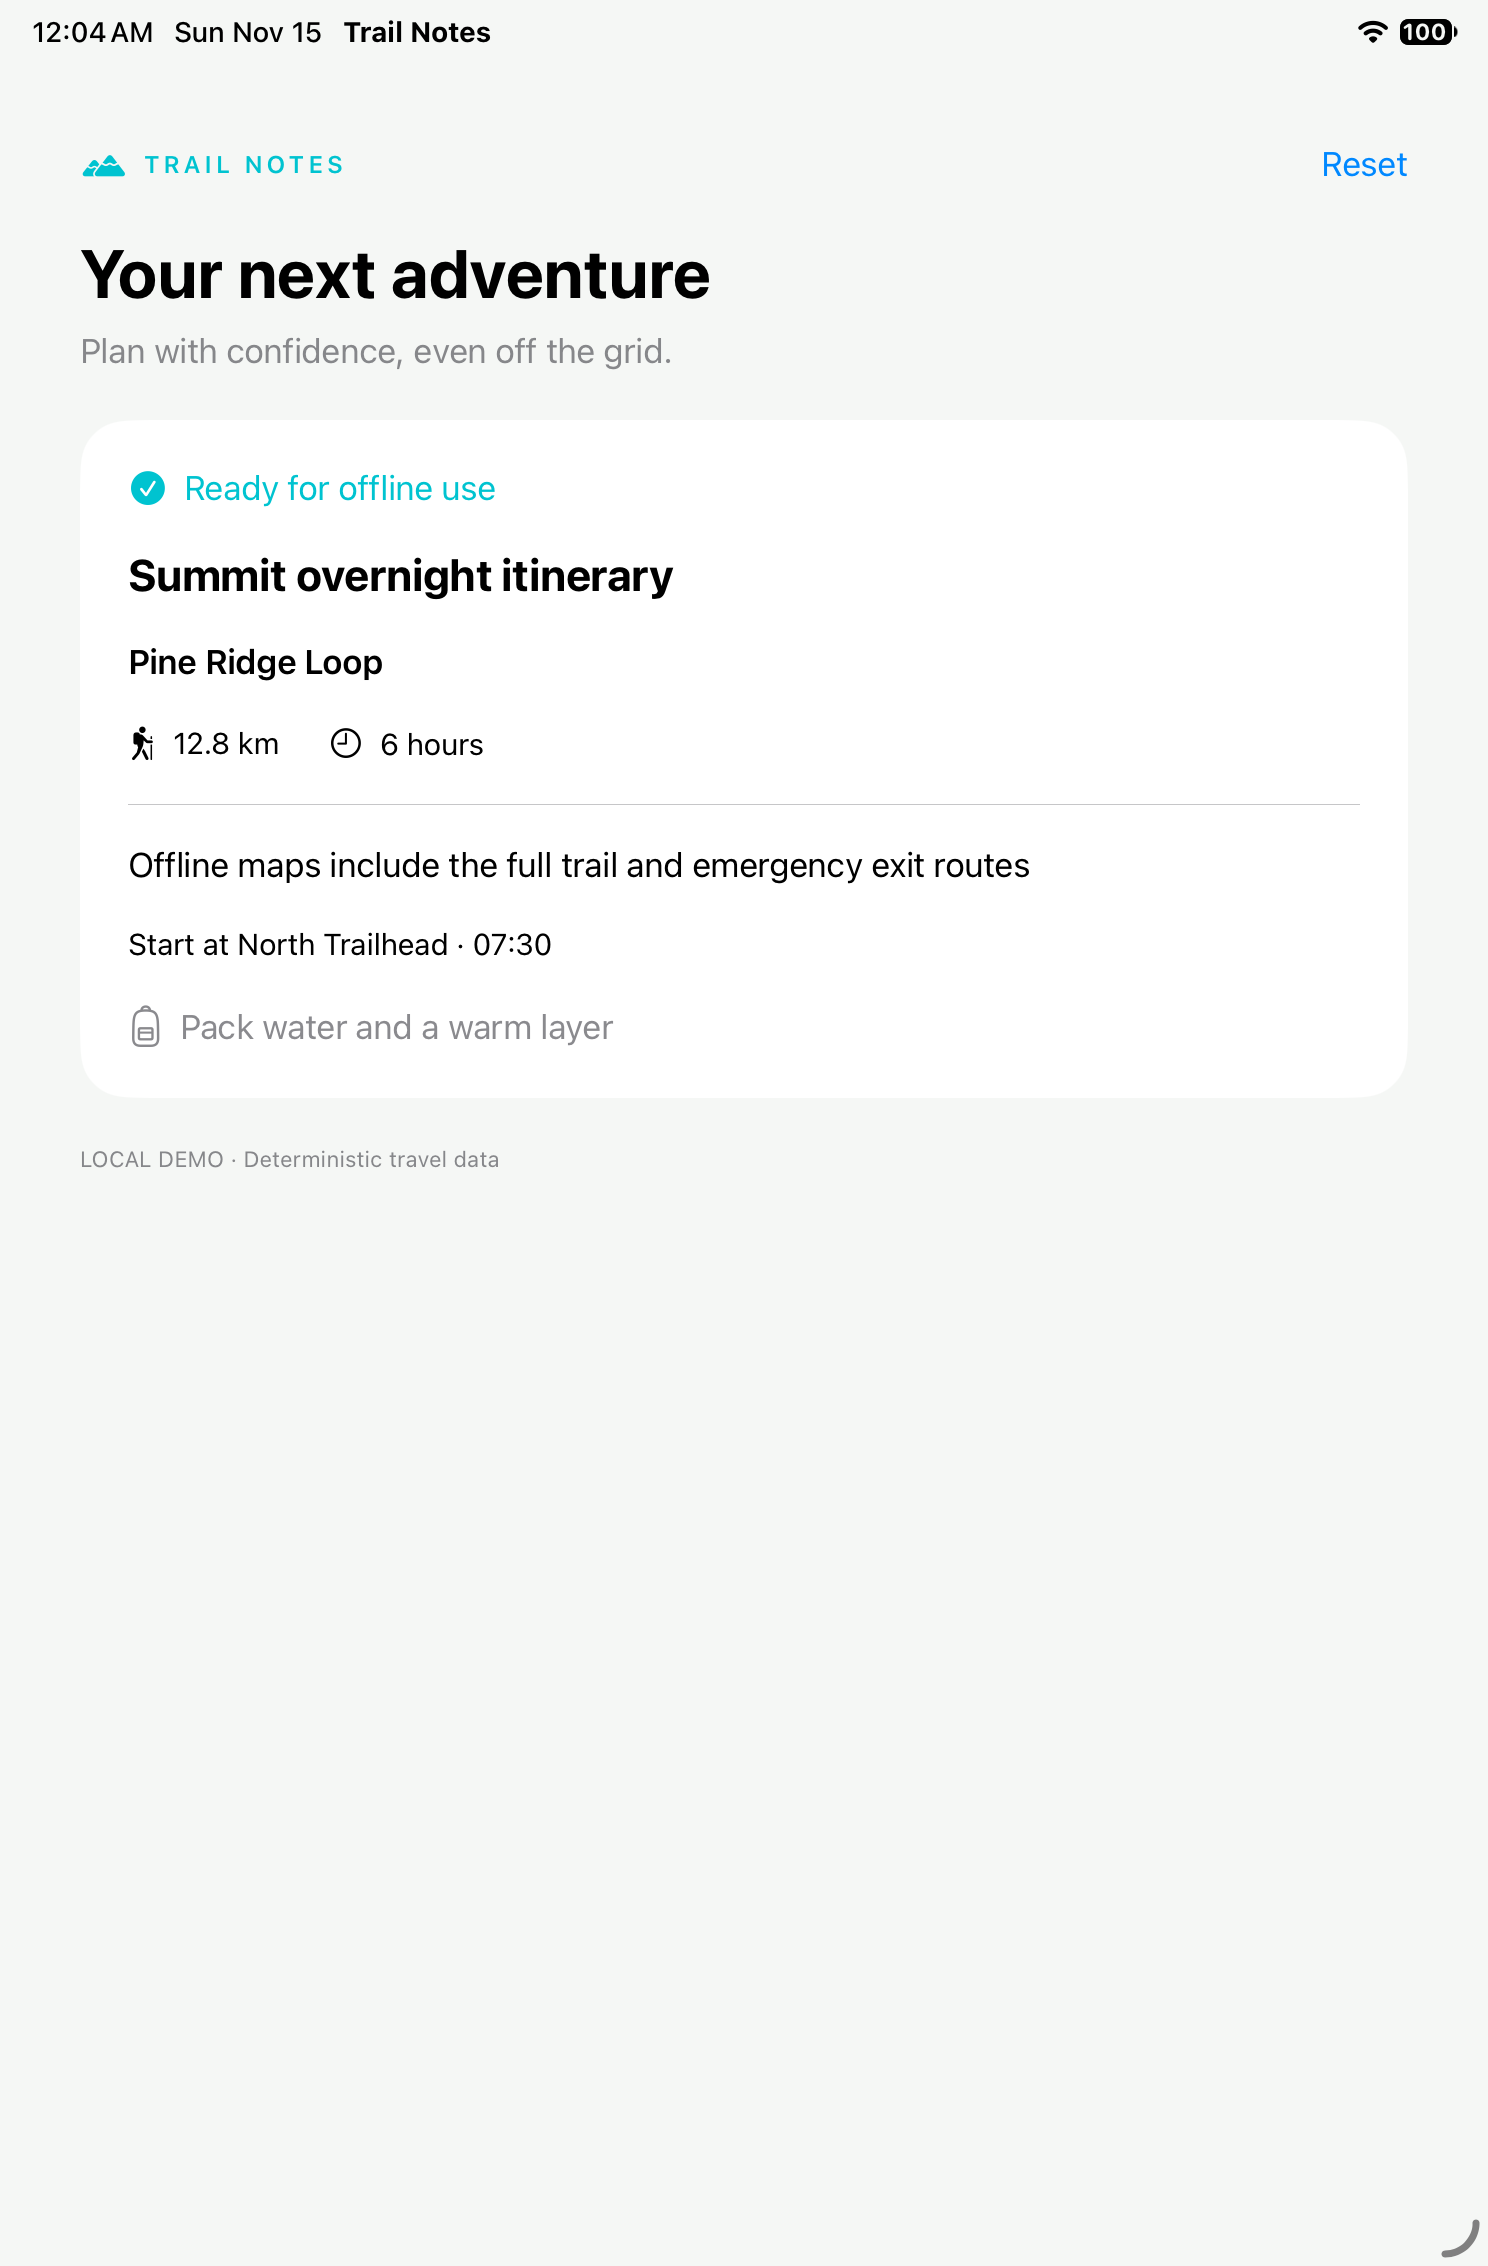 12:04 AM Sun Nov 15 Trail Notes 100
TRAIL NOTES Reset
Your next adventure
Plan with confidence, even off the grid.
Ready for offline use
Summit overnight itinerary
Pine Ridge Loop
12.8 km 6 hours
Offline maps include the full trail and emergency exit routes
Start at North Trailhead · 07:30
Pack water and a warm layer
LOCAL DEMO · Deterministic travel data